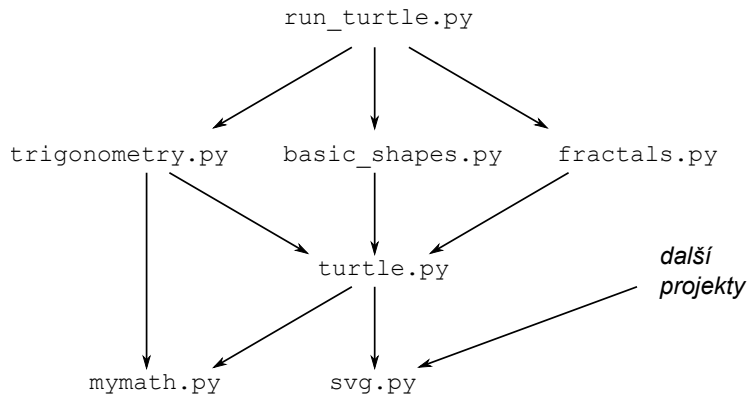 run_turtle.py
trigonometry.py basic_shapes.py fractals.py
turtle.py
další
projekty
mymath.py svg.py